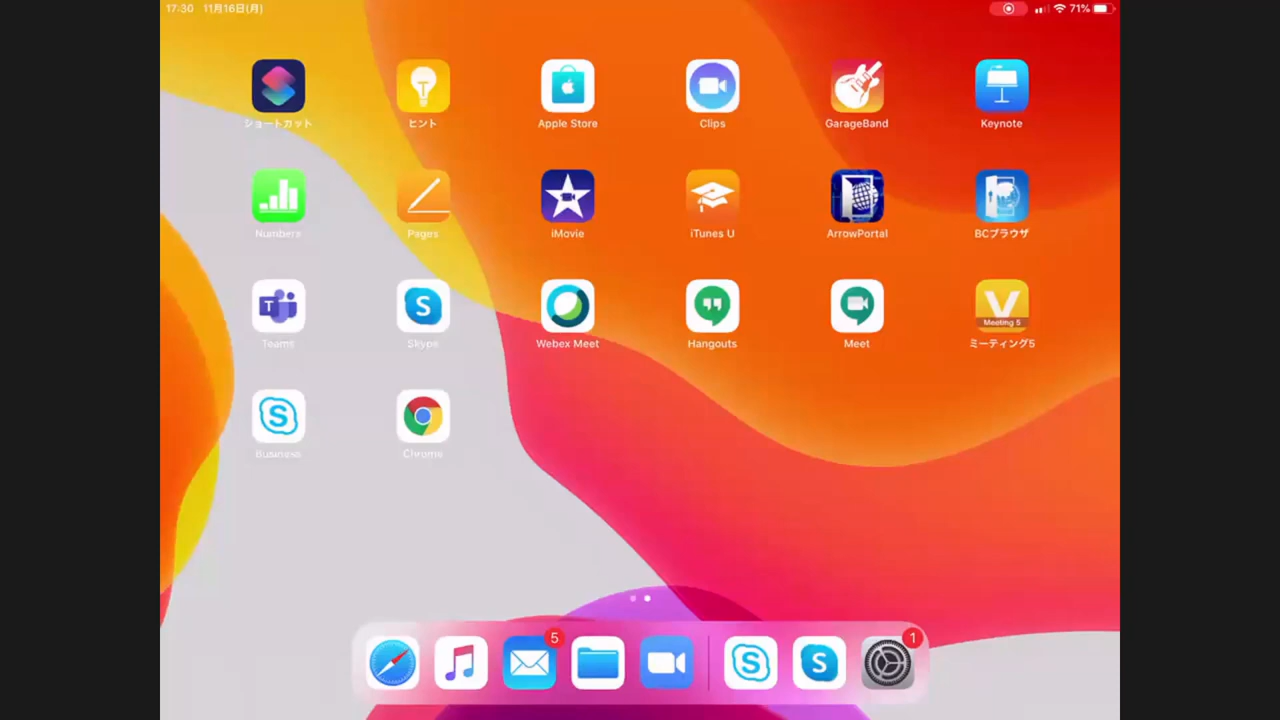 17:30 11月16日(月)
71%
ショートカット
ヒント
Apple Store
Clips
GarageBand
Keynote
Numbers
Pages
iMovie
iTunes U
ArrowPortal
BCブラウザ
T
S
V
Meeting 5
Teams
Skype
Webex Meet
Hangouts
Meet
ミーティング5
S
Business
Chrome
5
S
S
1